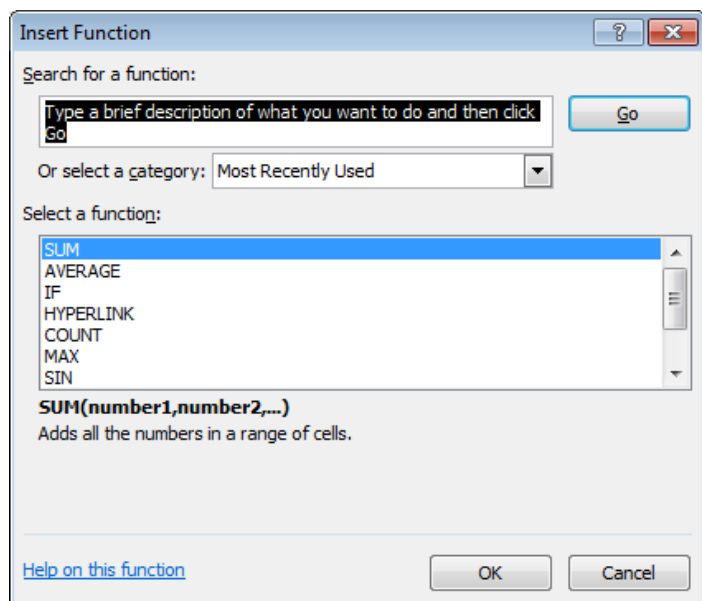 Insert Function
Search for a function:
Type a brief description of what you want to do and then click
Go
Go
Or select a category: Most Recently Used
Select a function:
SUM
AVERAGE
IF
HYPERLINK
COUNT
MAX
SIN
SUM(number1,number2,...)
Adds all the numbers in a range of cells.
Help on this function
OK
Cancel